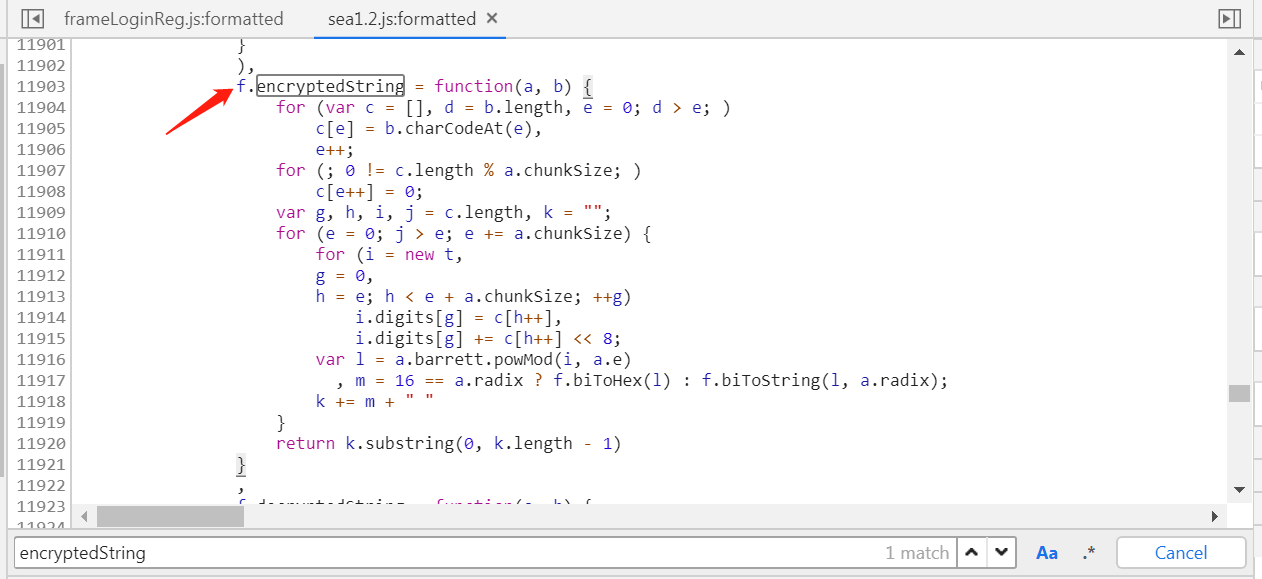 frameLoginReg.js:formatted sea1.2.js:formatted ×
11901 }
11902 ),
11903 f.encryptedString = function(a, b) {
11904 for (var c = [], d = b.length, e = 0; d > e; )
11905 c[e] = b.charCodeAt(e),
11906 e++;
11907 for (; 0 != c.length % a.chunkSize; )
11908 c[e++] = 0;
11909 var g, h, i, j = c.length, k = "";
11910 for (e = 0; j > e; e += a.chunkSize) {
11911 for (i = new t,
11912 g = 0,
11913 h = e; h < e + a.chunkSize; ++g)
11914 i.digits[g] = c[h++],
11915 i.digits[g] += c[h++] << 8;
11916 var l = a.barrett.powMod(i, a.e)
11917 , m = 16 == a.radix ? f.biToHex(l) : f.biToString(l, a.radix);
11918 k += m + " "
11919 }
11920 return k.substring(0, k.length - 1)
11921 }
11922 ,
11923 f.decryptedString = function(a, b) {
11924
encryptedString 1 match Aa .* Cancel